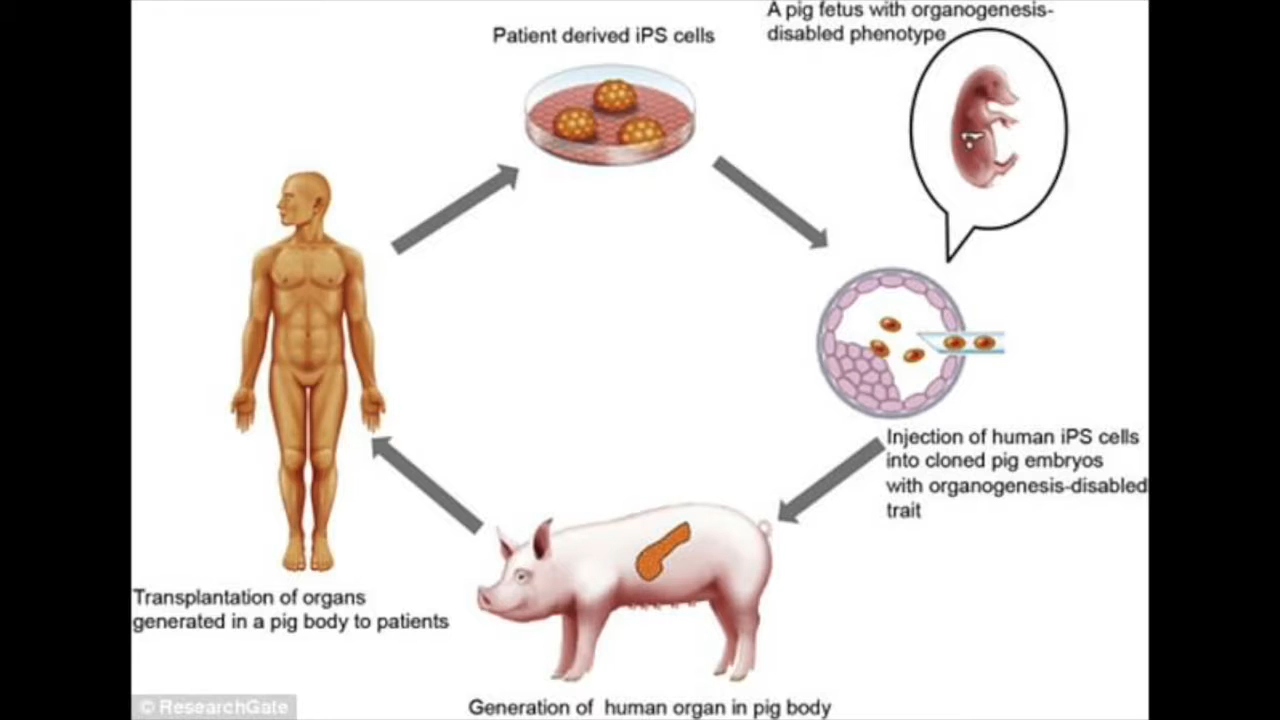 A pig fetus with organogenesis-
disabled phenotype
Patient derived iPS cells
Injection of human iPS cells
into cloned pig embryos
with organogenesis-disabled
trait
Transplantation of organs
generated in a pig body to patients
Generation of human organ in pig body
© ResearchGate